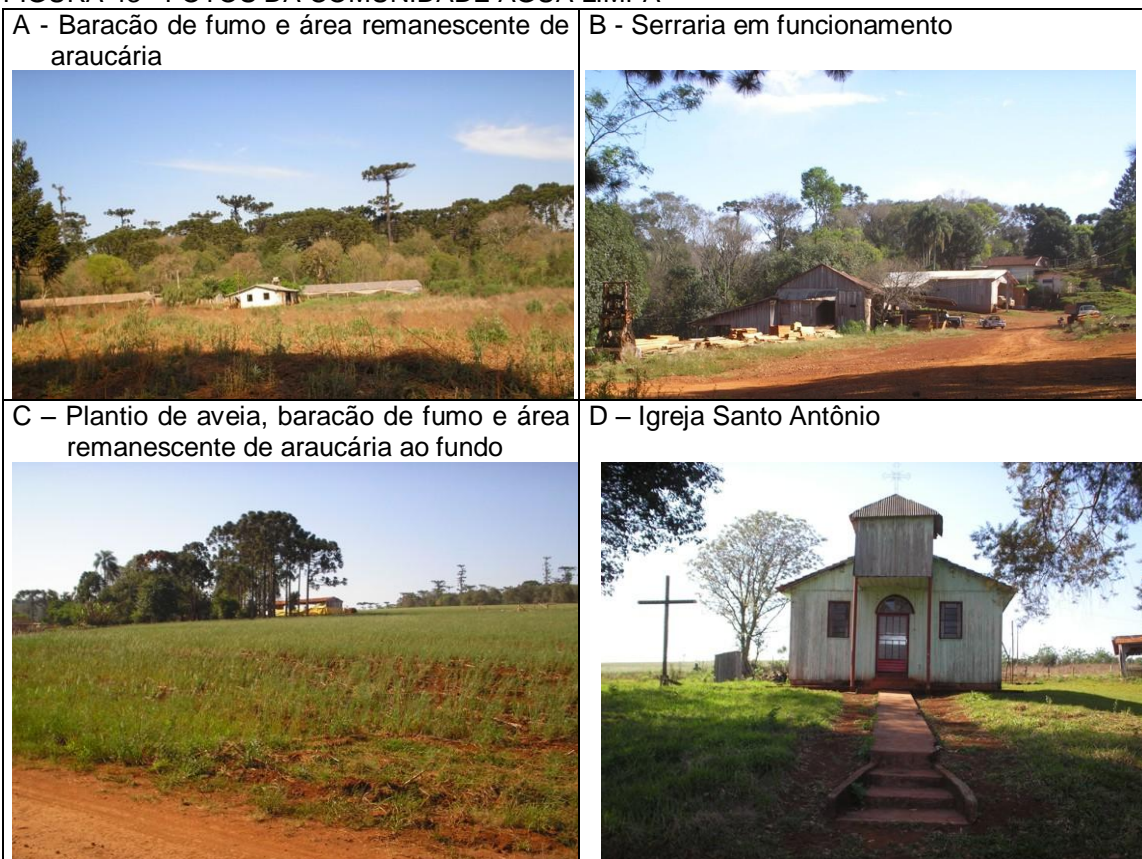 A - Baracão de fumo e área remanescente de
araucária
B - Serraria em funcionamento
C – Plantio de aveia, baracão de fumo e área
remanescente de araucária ao fundo
D – Igreja Santo Antônio